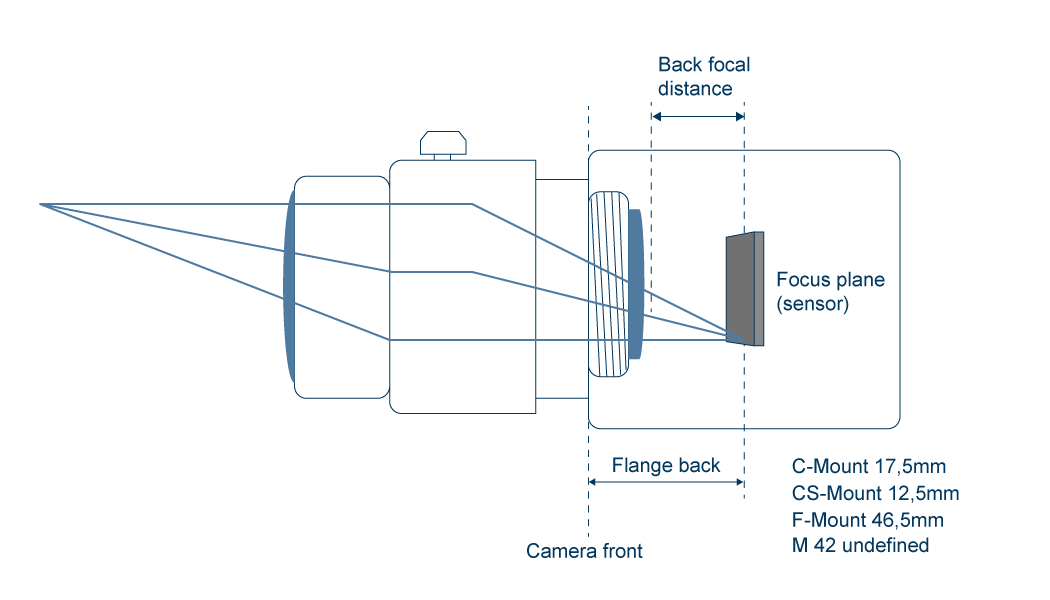 Back focal
distance
Focus plane
(sensor)
Flange back
C-Mount 17,5mm
CS-Mount 12,5mm
F-Mount 46,5mm
M 42 undefined
Camera front